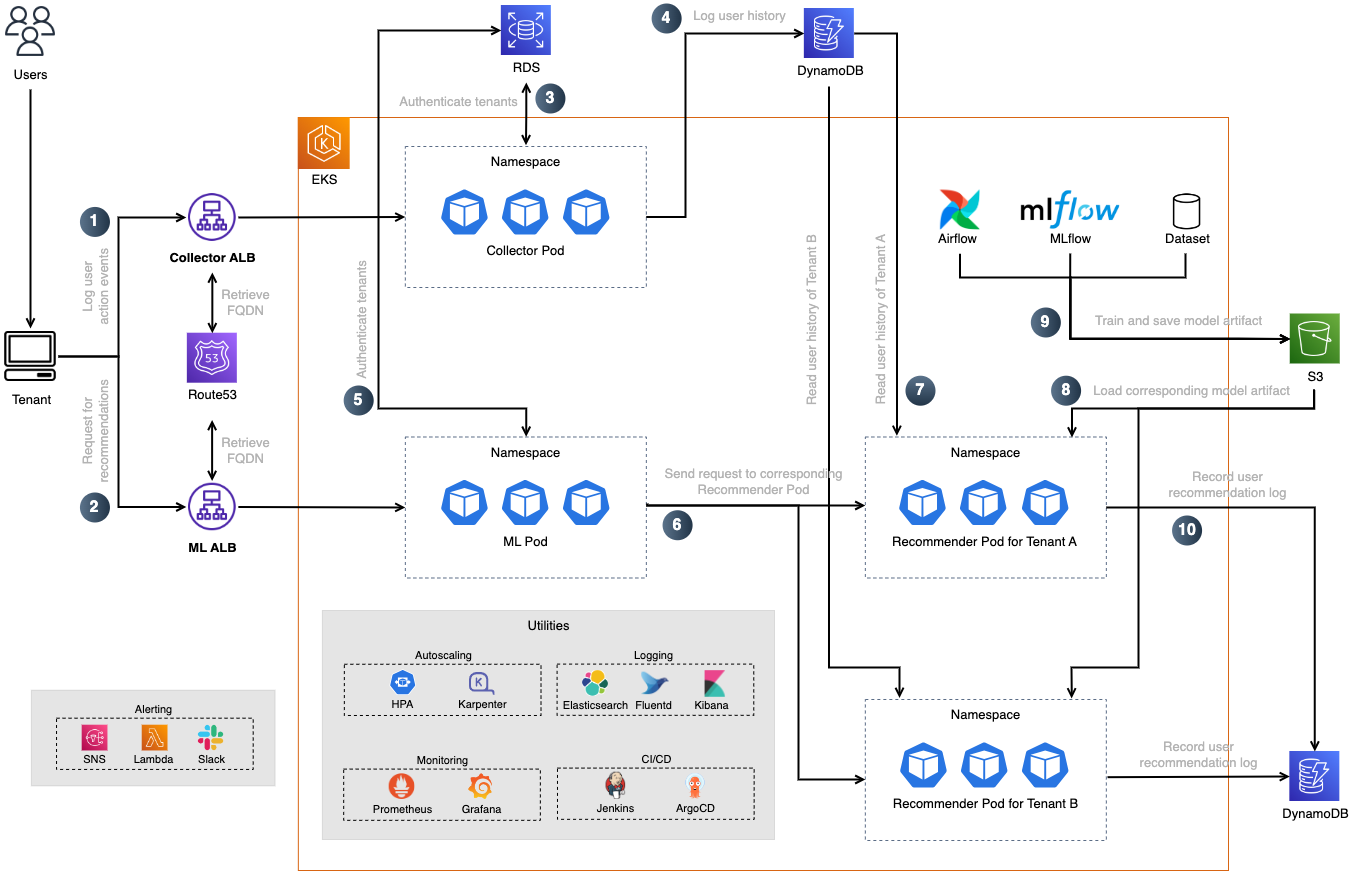 Users
Tenant
1
Log user
action events
2
Request for
recommendations
Collector ALB
Retrieve
FQDN
53
Route53
Retrieve
FQDN
ML ALB
RDS
Authenticate tenants
3
4
Log user history
DynamoDB
K
EKS
Namespace
Collector Pod
Authenticate tenants
5
Namespace
ML Pod
Send request to corresponding
Recommender Pod
6
Read user history of Tenant B
Read user history of Tenant A
7
Airflow
mlflow
MLflow
Dataset
9
Train and save model artifact
S3
8
Load corresponding model artifact
Namespace
Recommender Pod for Tenant A
Record user
recommendation log
10
Namespace
Recommender Pod for Tenant B
Record user
recommendation log
DynamoDB
Utilities
Autoscaling
HPA
K
Karpenter
Logging
Elasticsearch
Fluentd
Kibana
Monitoring
Prometheus
Grafana
CI/CD
Jenkins
ArgoCD
Alerting
SNS
Lambda
Slack